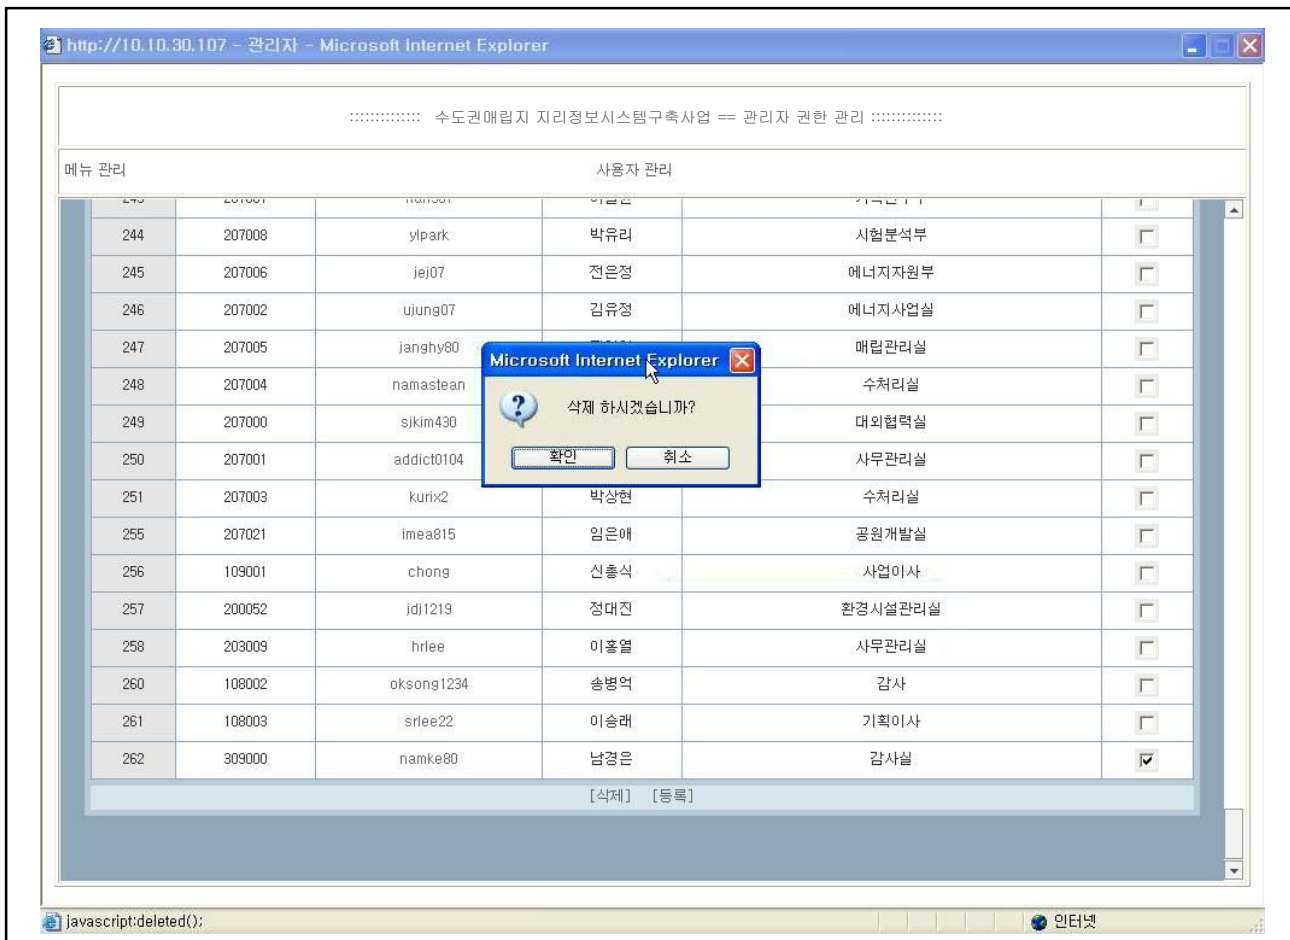 http://10.10.30.107 - 관리자 - Microsoft Internet Explorer
::::::::::::: 수도권매립지 지리정보시스템구축사업 == 관리자 권한 관리 :::::::::::::
메뉴 관리 사용자 관리
244 207008 ylpark 박유리 시험분석부
245 207006 jej07 전은정 에너지자원부
246 207002 ujung07 김유정 에너지사업실
247 207005 janghy80 매립관리실
Microsoft Internet Explorer
248 207004 namastean 수처리실
삭제 하시겠습니까?
249 207000 sjkim430 대외협력실
250 207001 addict0104 사무관리실
확인 취소
251 207003 kurix2 박상현 수처리실
255 207021 imea815 임은애 공원개발실
256 109001 chong 신총식 사업이사
257 200052 jdj1219 정대진 환경시설관리실
258 203009 hrlee 이홍열 사무관리실
260 108002 oksong1234 송병억 감사
261 108003 srlee22 이승래 기획이사
262 309000 namke80 남경은 감사실
[삭제] [등록]
javascript:deleted(); 인터넷